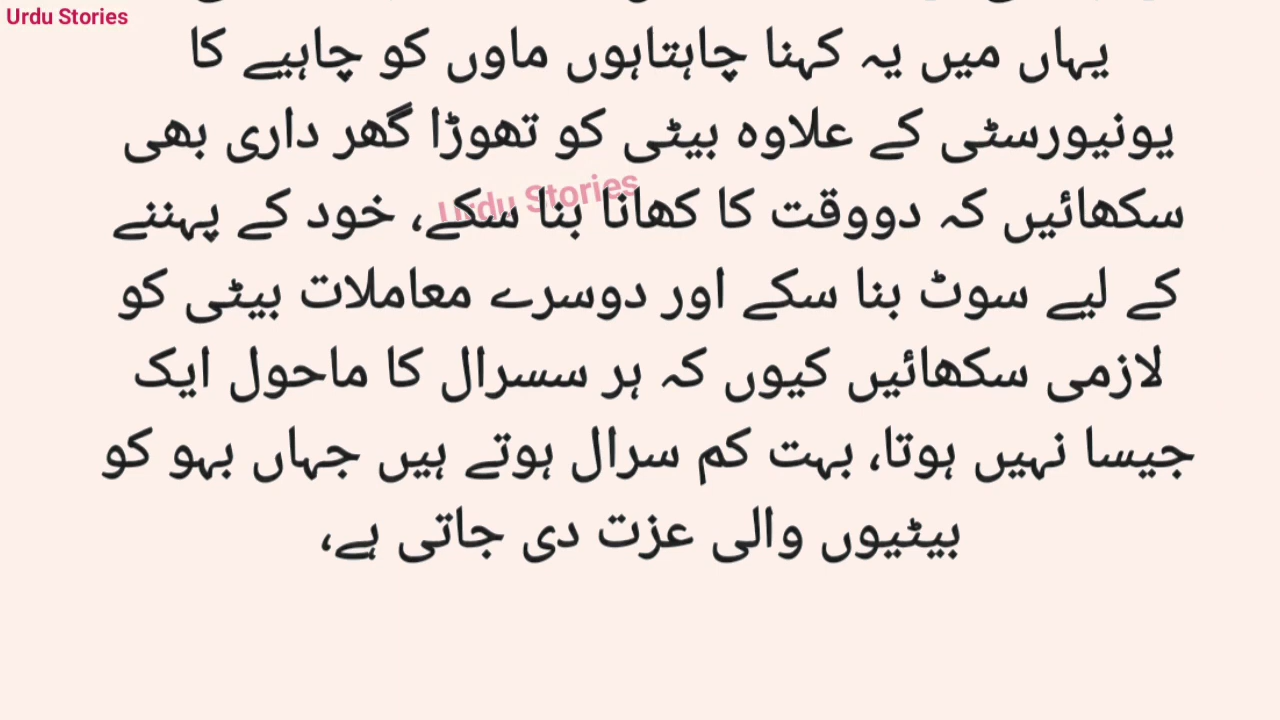 Urdu Stories
یہاں میں یہ کہنا چاہتاہوں ماوں کو چاہیے کا
یونیورسٹی کے علاوہ بیٹی کو تھوڑا گھر داری بھی
سکھائیں کہ دووقت کا کھانا بنا سکے، خود کے پہننے
Urdu Stories
کے لیے سوٹ بنا سکے اور دوسرے معاملات بیٹی کو
لازمی سکھائیں کیوں کہ ہر سسرال کا ماحول ایک
جیسا نہیں ہوتا، بہت کم سرال ہوتے ہیں جہاں بہو کو
بیٹیوں والی عزت دی جاتی ہے،